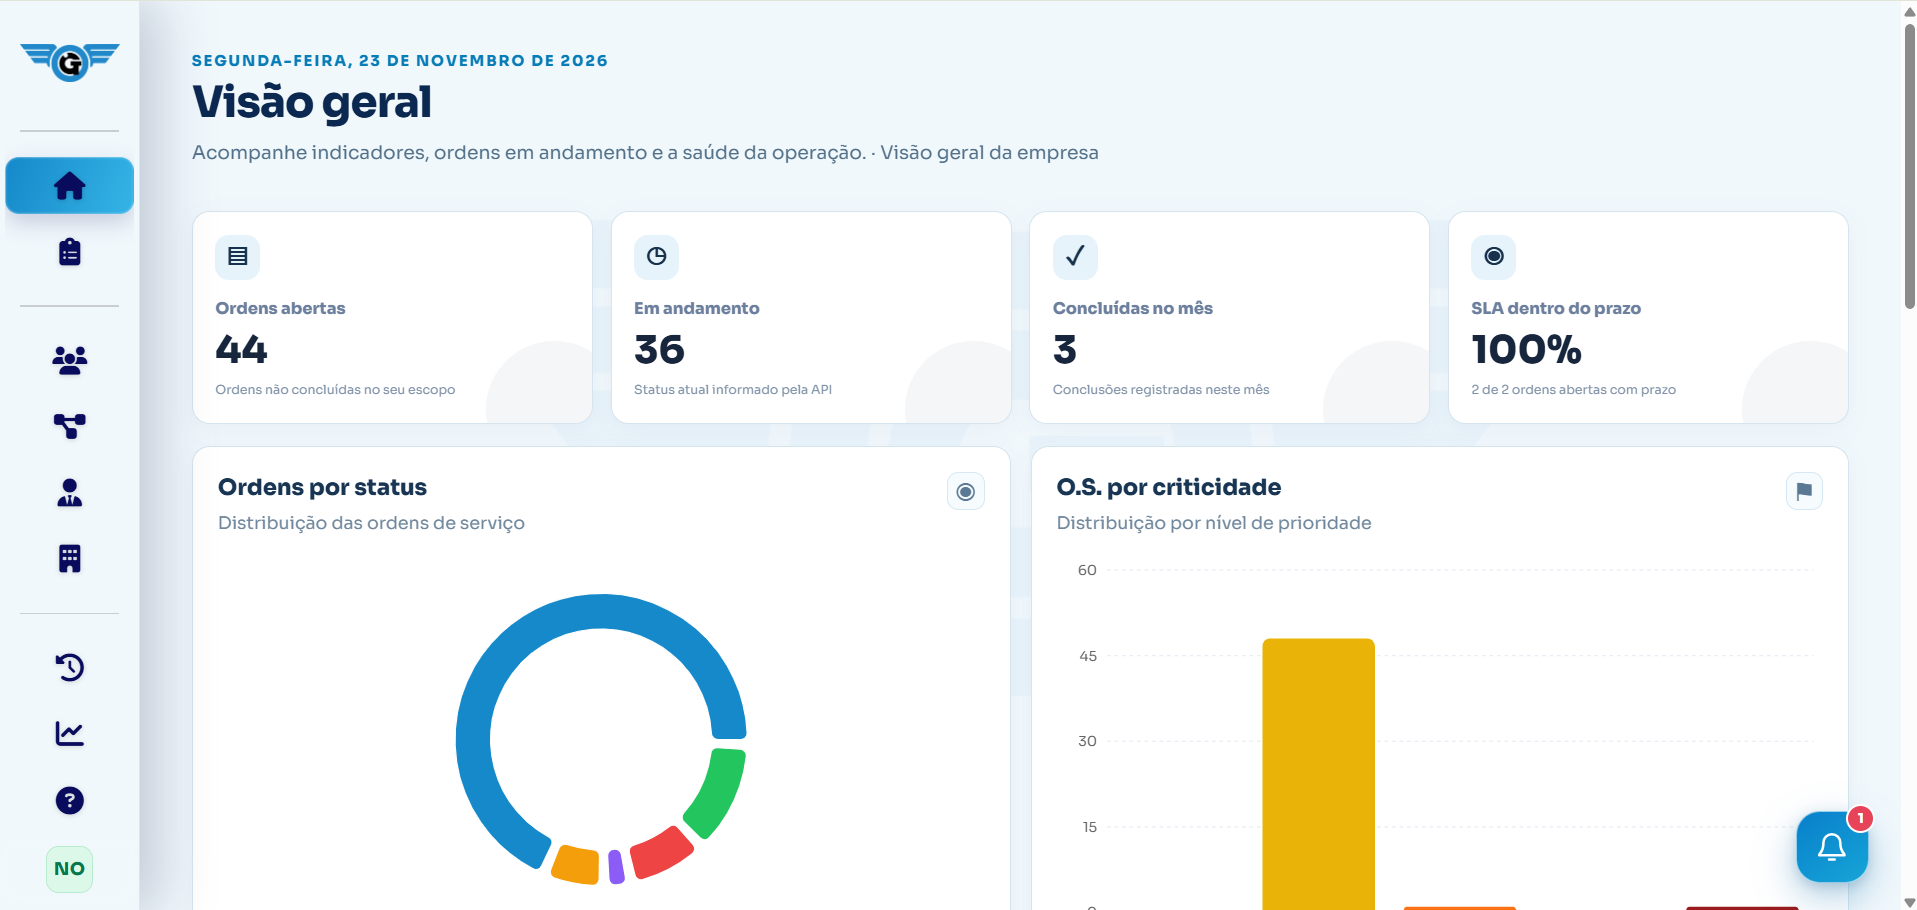 G
SEGUNDA-FEIRA, 23 DE NOVEMBRO DE 2026
Visão geral
Acompanhe indicadores, ordens em andamento e a saúde da operação. · Visão geral da empresa
Ordens abertas
44
Ordens não concluídas no seu escopo
Em andamento
36
Status atual informado pela API
Concluídas no mês
3
Conclusões registradas neste mês
SLA dentro do prazo
100%
2 de 2 ordens abertas com prazo
Ordens por status
Distribuição das ordens de serviço
O.S. por criticidade
Distribuição por nível de prioridade
60
45
30
15
0
1
?
NO